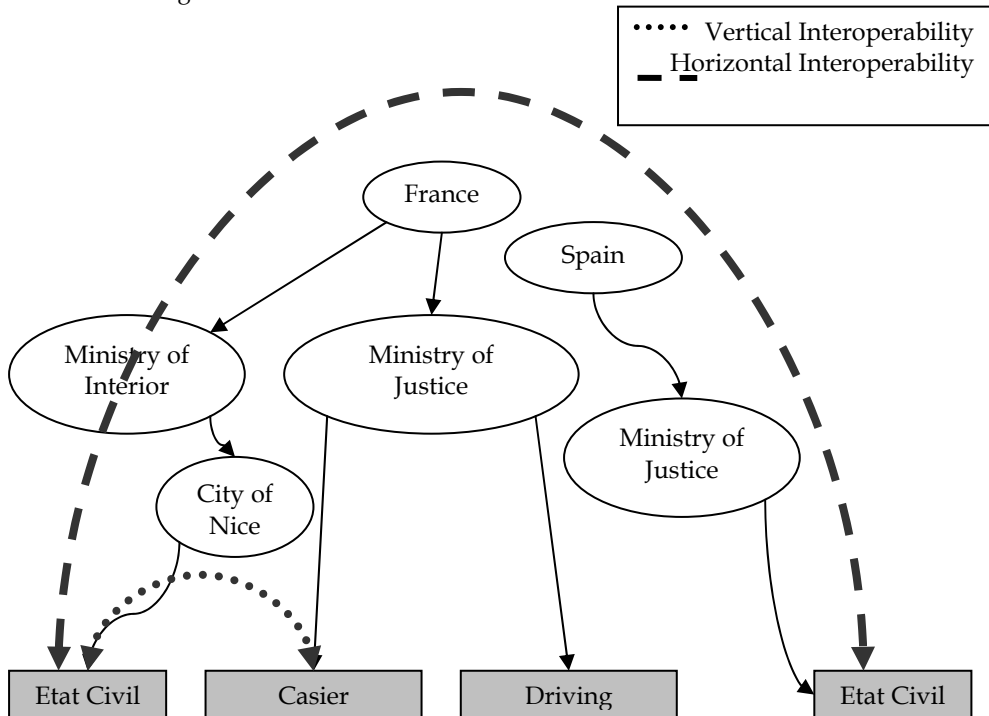 Vertical Interoperability
Horizontal Interoperability
France
Spain
Ministry of
Interior
Ministry of
Justice
Ministry of
Justice
City of
Nice
Etat Civil
Casier
Driving
Etat Civil